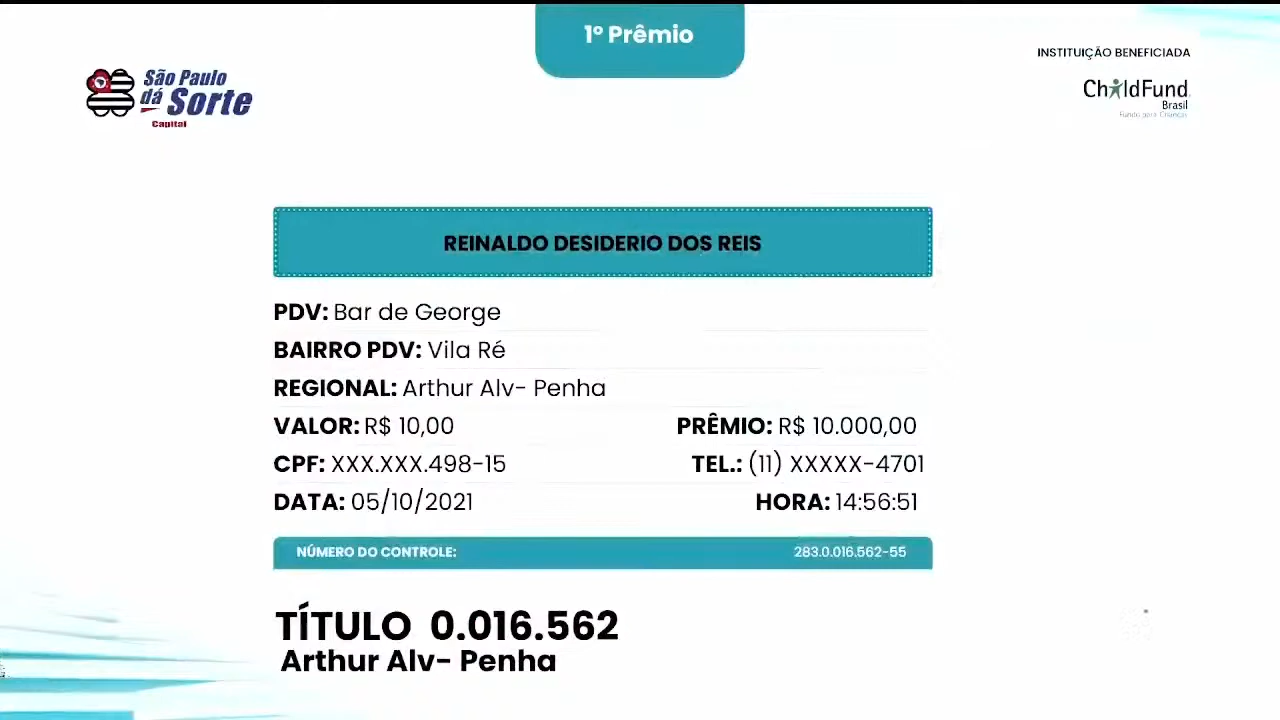 1º Prêmio
INSTITUIÇÃO BENEFICIADA
São Paulo
dá Sorte
Capital
ChildFund
Brasil
Fundo para Crianças
REINALDO DESIDERIO DOS REIS
PDV: Bar de George
BAIRRO PDV: Vila Ré
REGIONAL: Arthur Alv- Penha
VALOR: R$ 10,00 PRÊMIO: R$ 10.000,00
CPF: XXX.XXX.498-15 TEL.: (11) XXXXX-4701
DATA: 05/10/2021 HORA: 14:56:51
NÚMERO DO CONTROLE: 283.0.016.562-55
TÍTULO 0.016.562
Arthur Alv- Penha